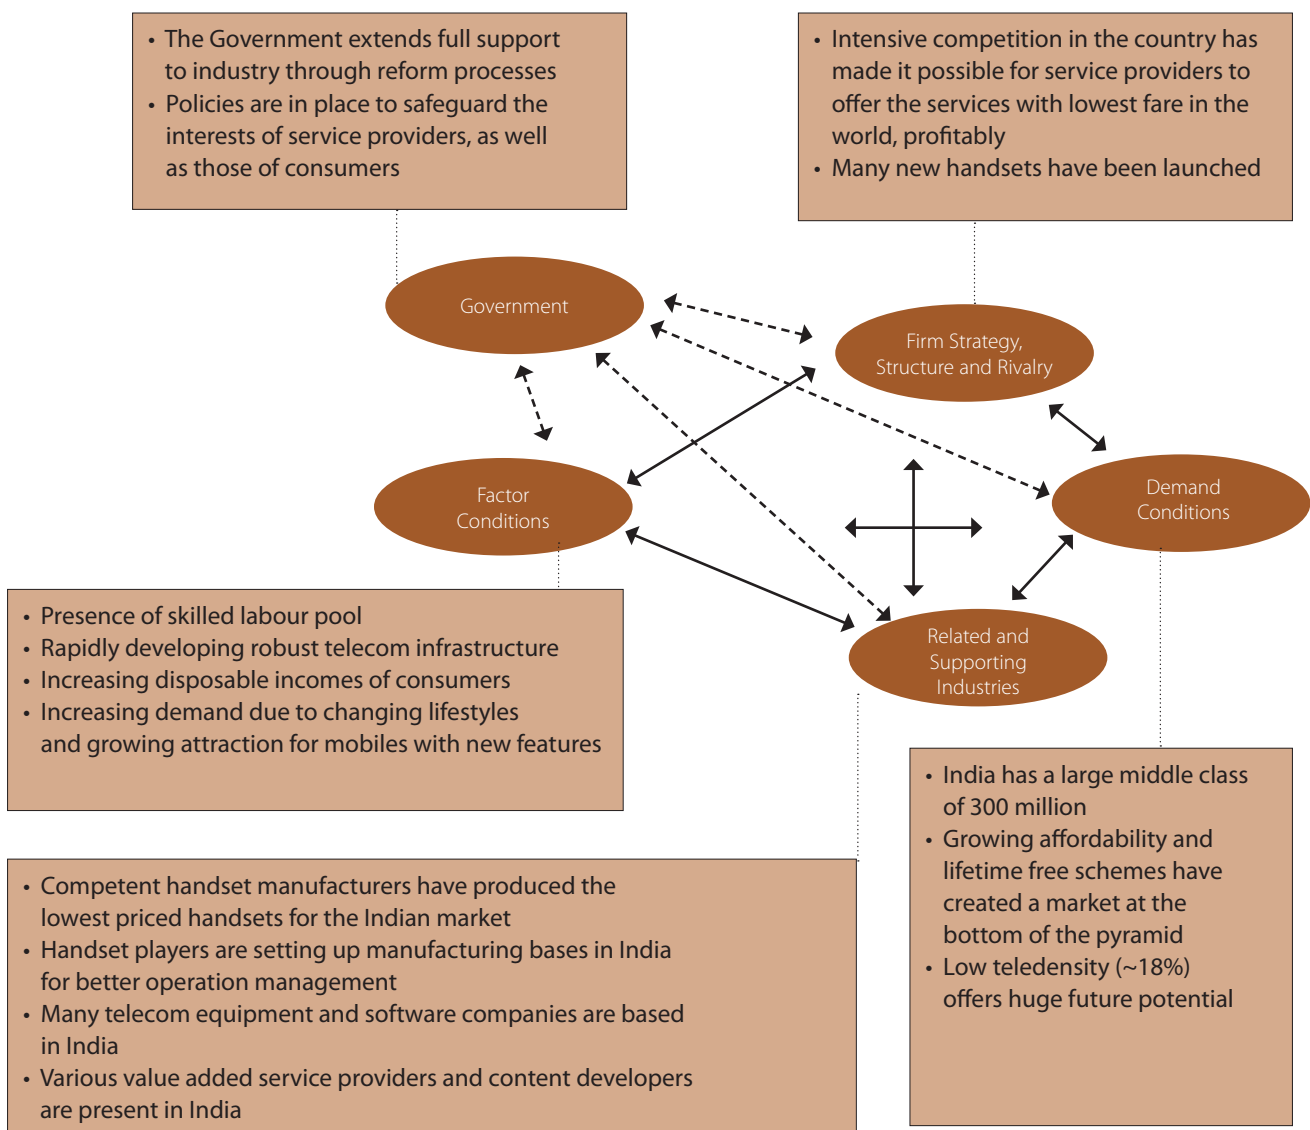 • The Government extends full support
to industry through reform processes
• Policies are in place to safeguard the
interests of service providers, as well
as those of consumers
• Intensive competition in the country has
made it possible for service providers to
offer the services with lowest fare in the
world, profitably
• Many new handsets have been launched
Government
Firm Strategy,
Structure and Rivalry
Factor
Conditions
Demand
Conditions
Related and
Supporting
Industries
• Presence of skilled labour pool
• Rapidly developing robust telecom infrastructure
• Increasing disposable incomes of consumers
• Increasing demand due to changing lifestyles
and growing attraction for mobiles with new features
• India has a large middle class
of 300 million
• Growing affordability and
lifetime free schemes have
created a market at the
bottom of the pyramid
• Low teledensity (~18%)
offers huge future potential
• Competent handset manufacturers have produced the
lowest priced handsets for the Indian market
• Handset players are setting up manufacturing bases in India
for better operation management
• Many telecom equipment and software companies are based
in India
• Various value added service providers and content developers
are present in India